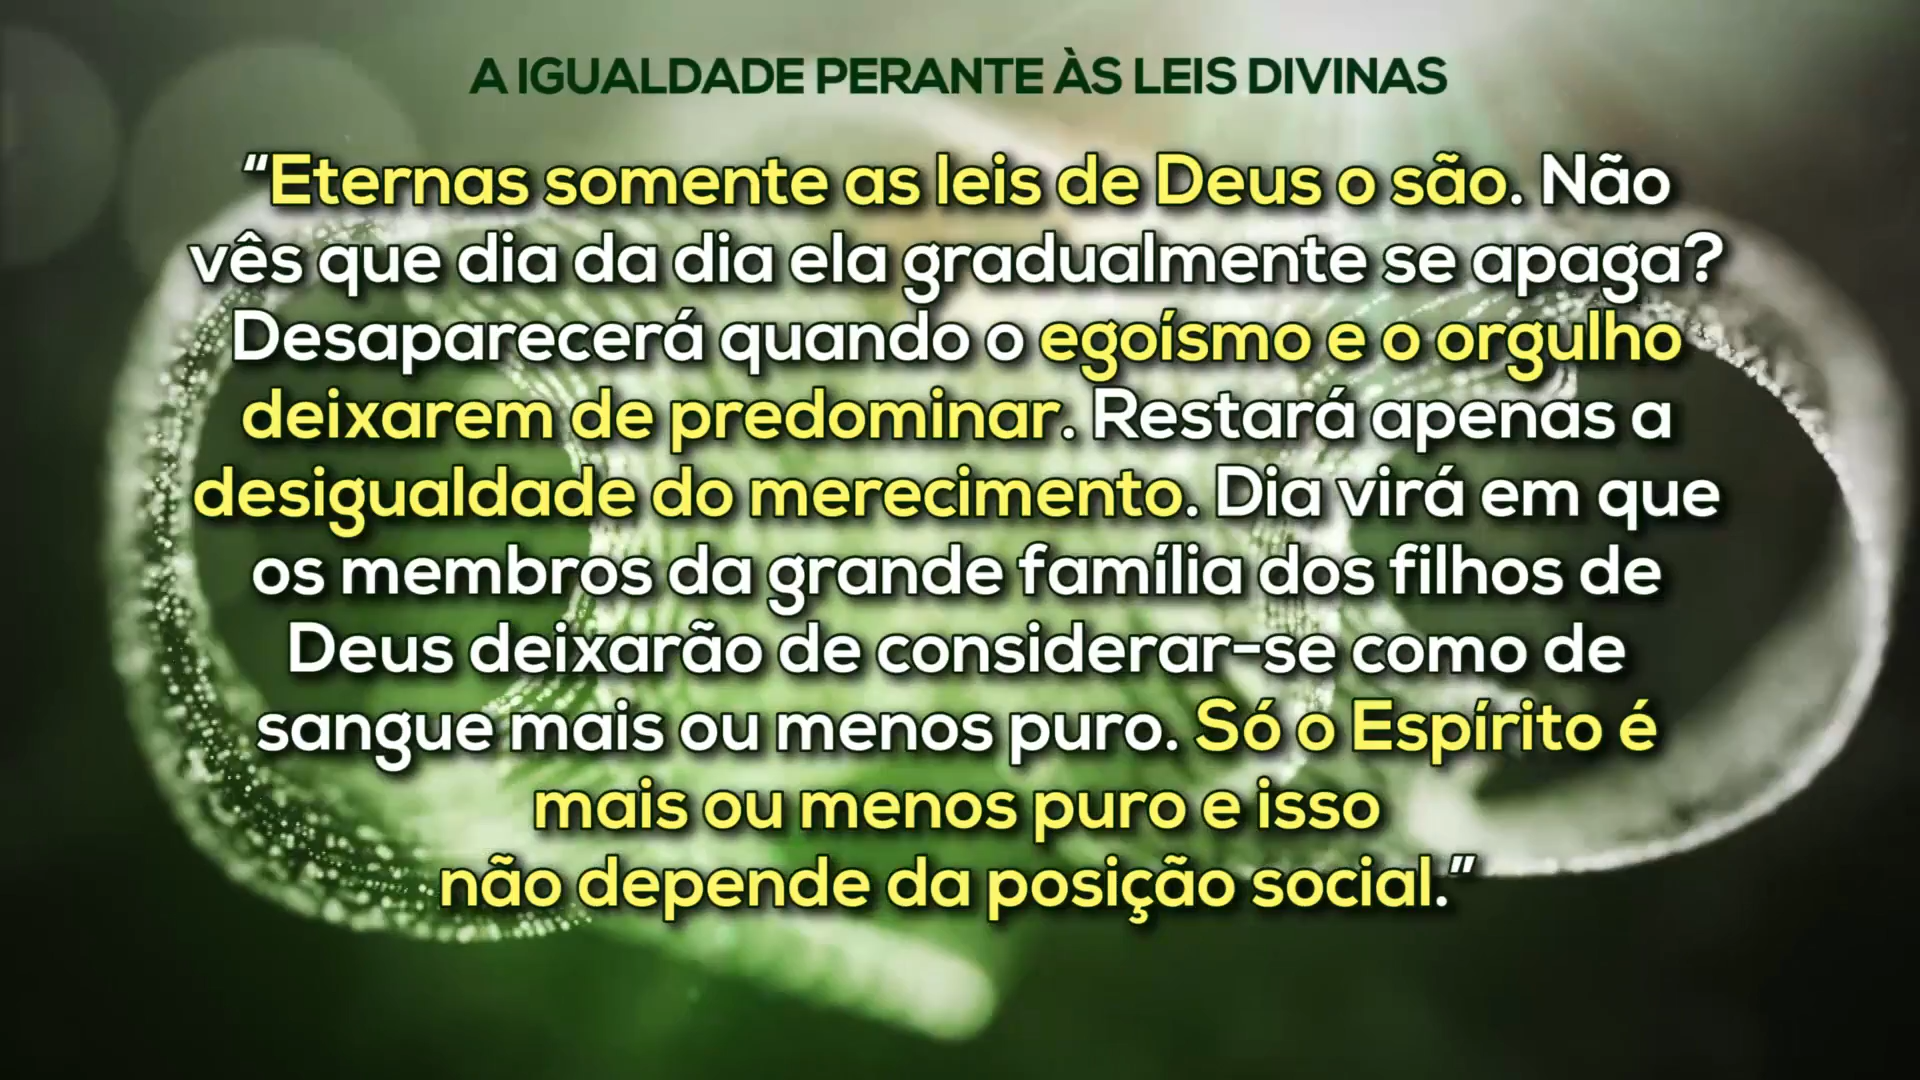 A IGUALDADE PERANTE ÀS LEIS DIVINAS
“Eternas somente as leis de Deus o são. Não
vês que dia da dia ela gradualmente se apaga?
Desaparecerá quando o egoísmo e o orgulho
deixarem de predominar. Restará apenas a
desigualdade do merecimento. Dia virá em que
os membros da grande família dos filhos de
Deus deixarão de considerar-se como de
sangue mais ou menos puro. Só o Espírito é
mais ou menos puro e isso
não depende da posição social.”